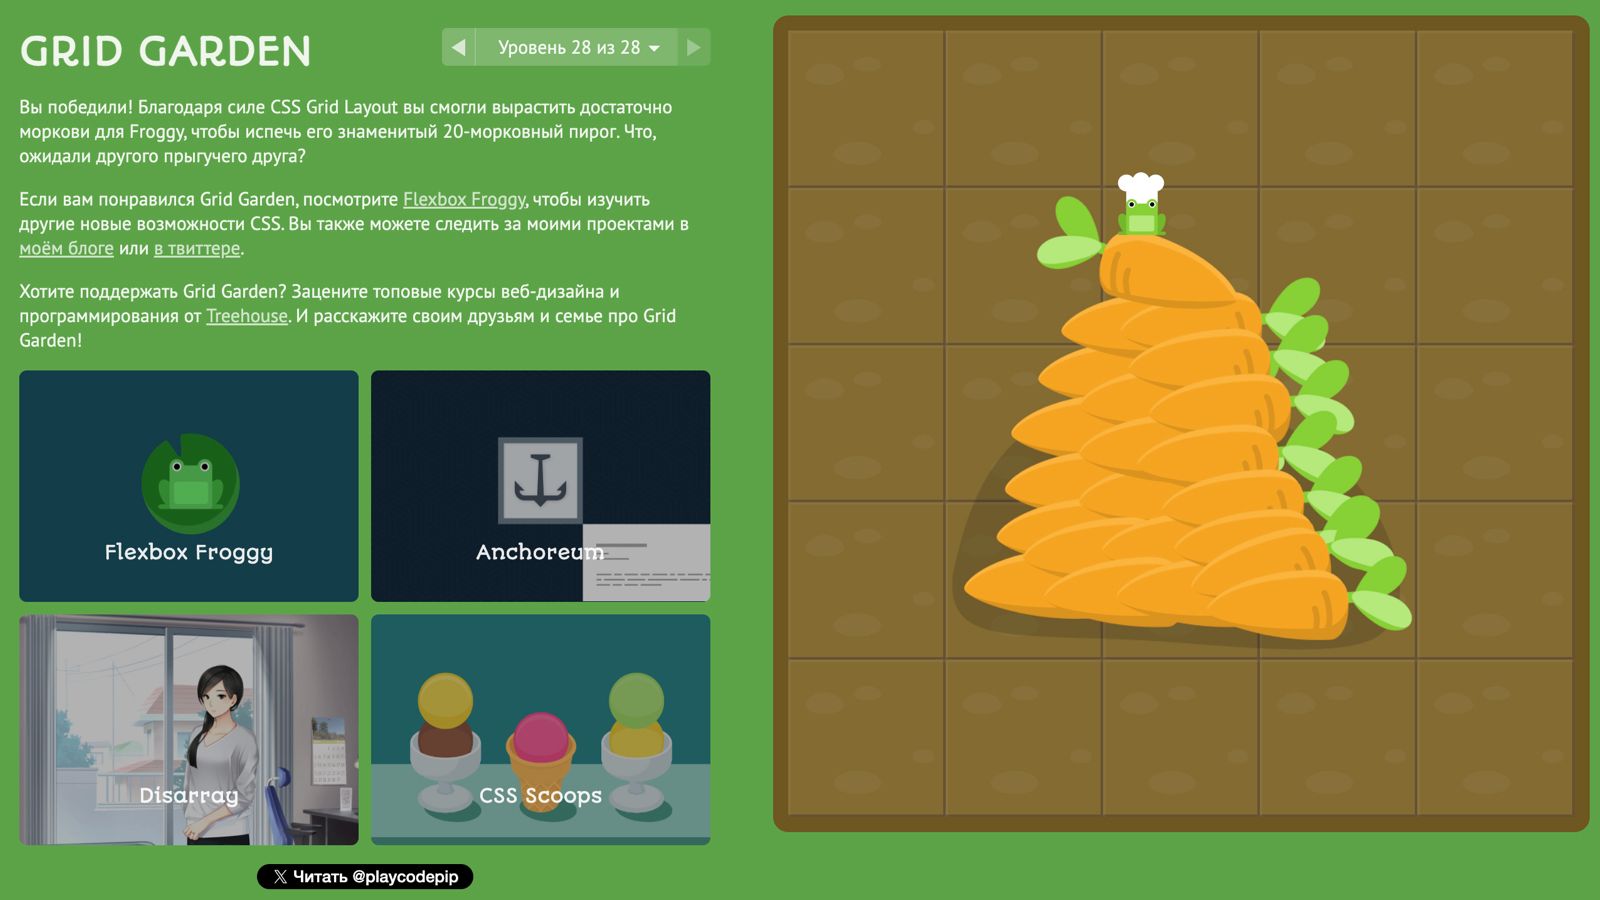 GRID GARDEN
Уровень 28 из 28
Вы победили! Благодаря силе CSS Grid Layout вы смогли вырастить достаточно
моркови для Froggy, чтобы испечь его знаменитый 20-морковный пирог. Что,
ожидали другого прыгучего друга?
Если вам понравился Grid Garden, посмотрите Flexbox Froggy, чтобы изучить
другие новые возможности CSS. Вы также можете следить за моими проектами в
моём блоге или в твиттере.
Хотите поддержать Grid Garden? Зацените топовые курсы веб-дизайна и
программирования от Treehouse. И расскажите своим друзьям и семье про Grid
Garden!
Flexbox Froggy
Anchoreum
Disarray
CSS Scoops
Читать @playcodepip